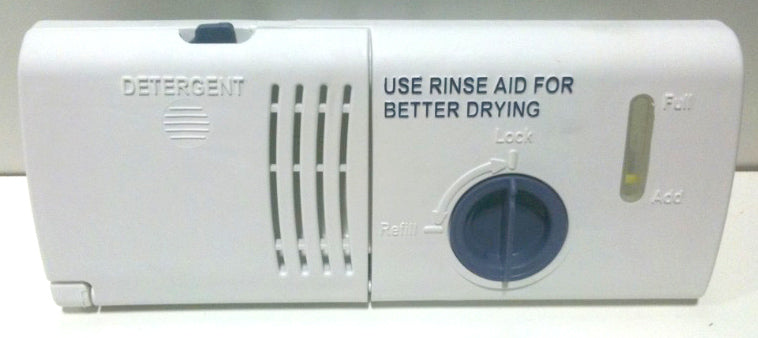 DETERGENT
USE RINSE AID FOR
BETTER DRYING
Lock
Refill
Full
Add